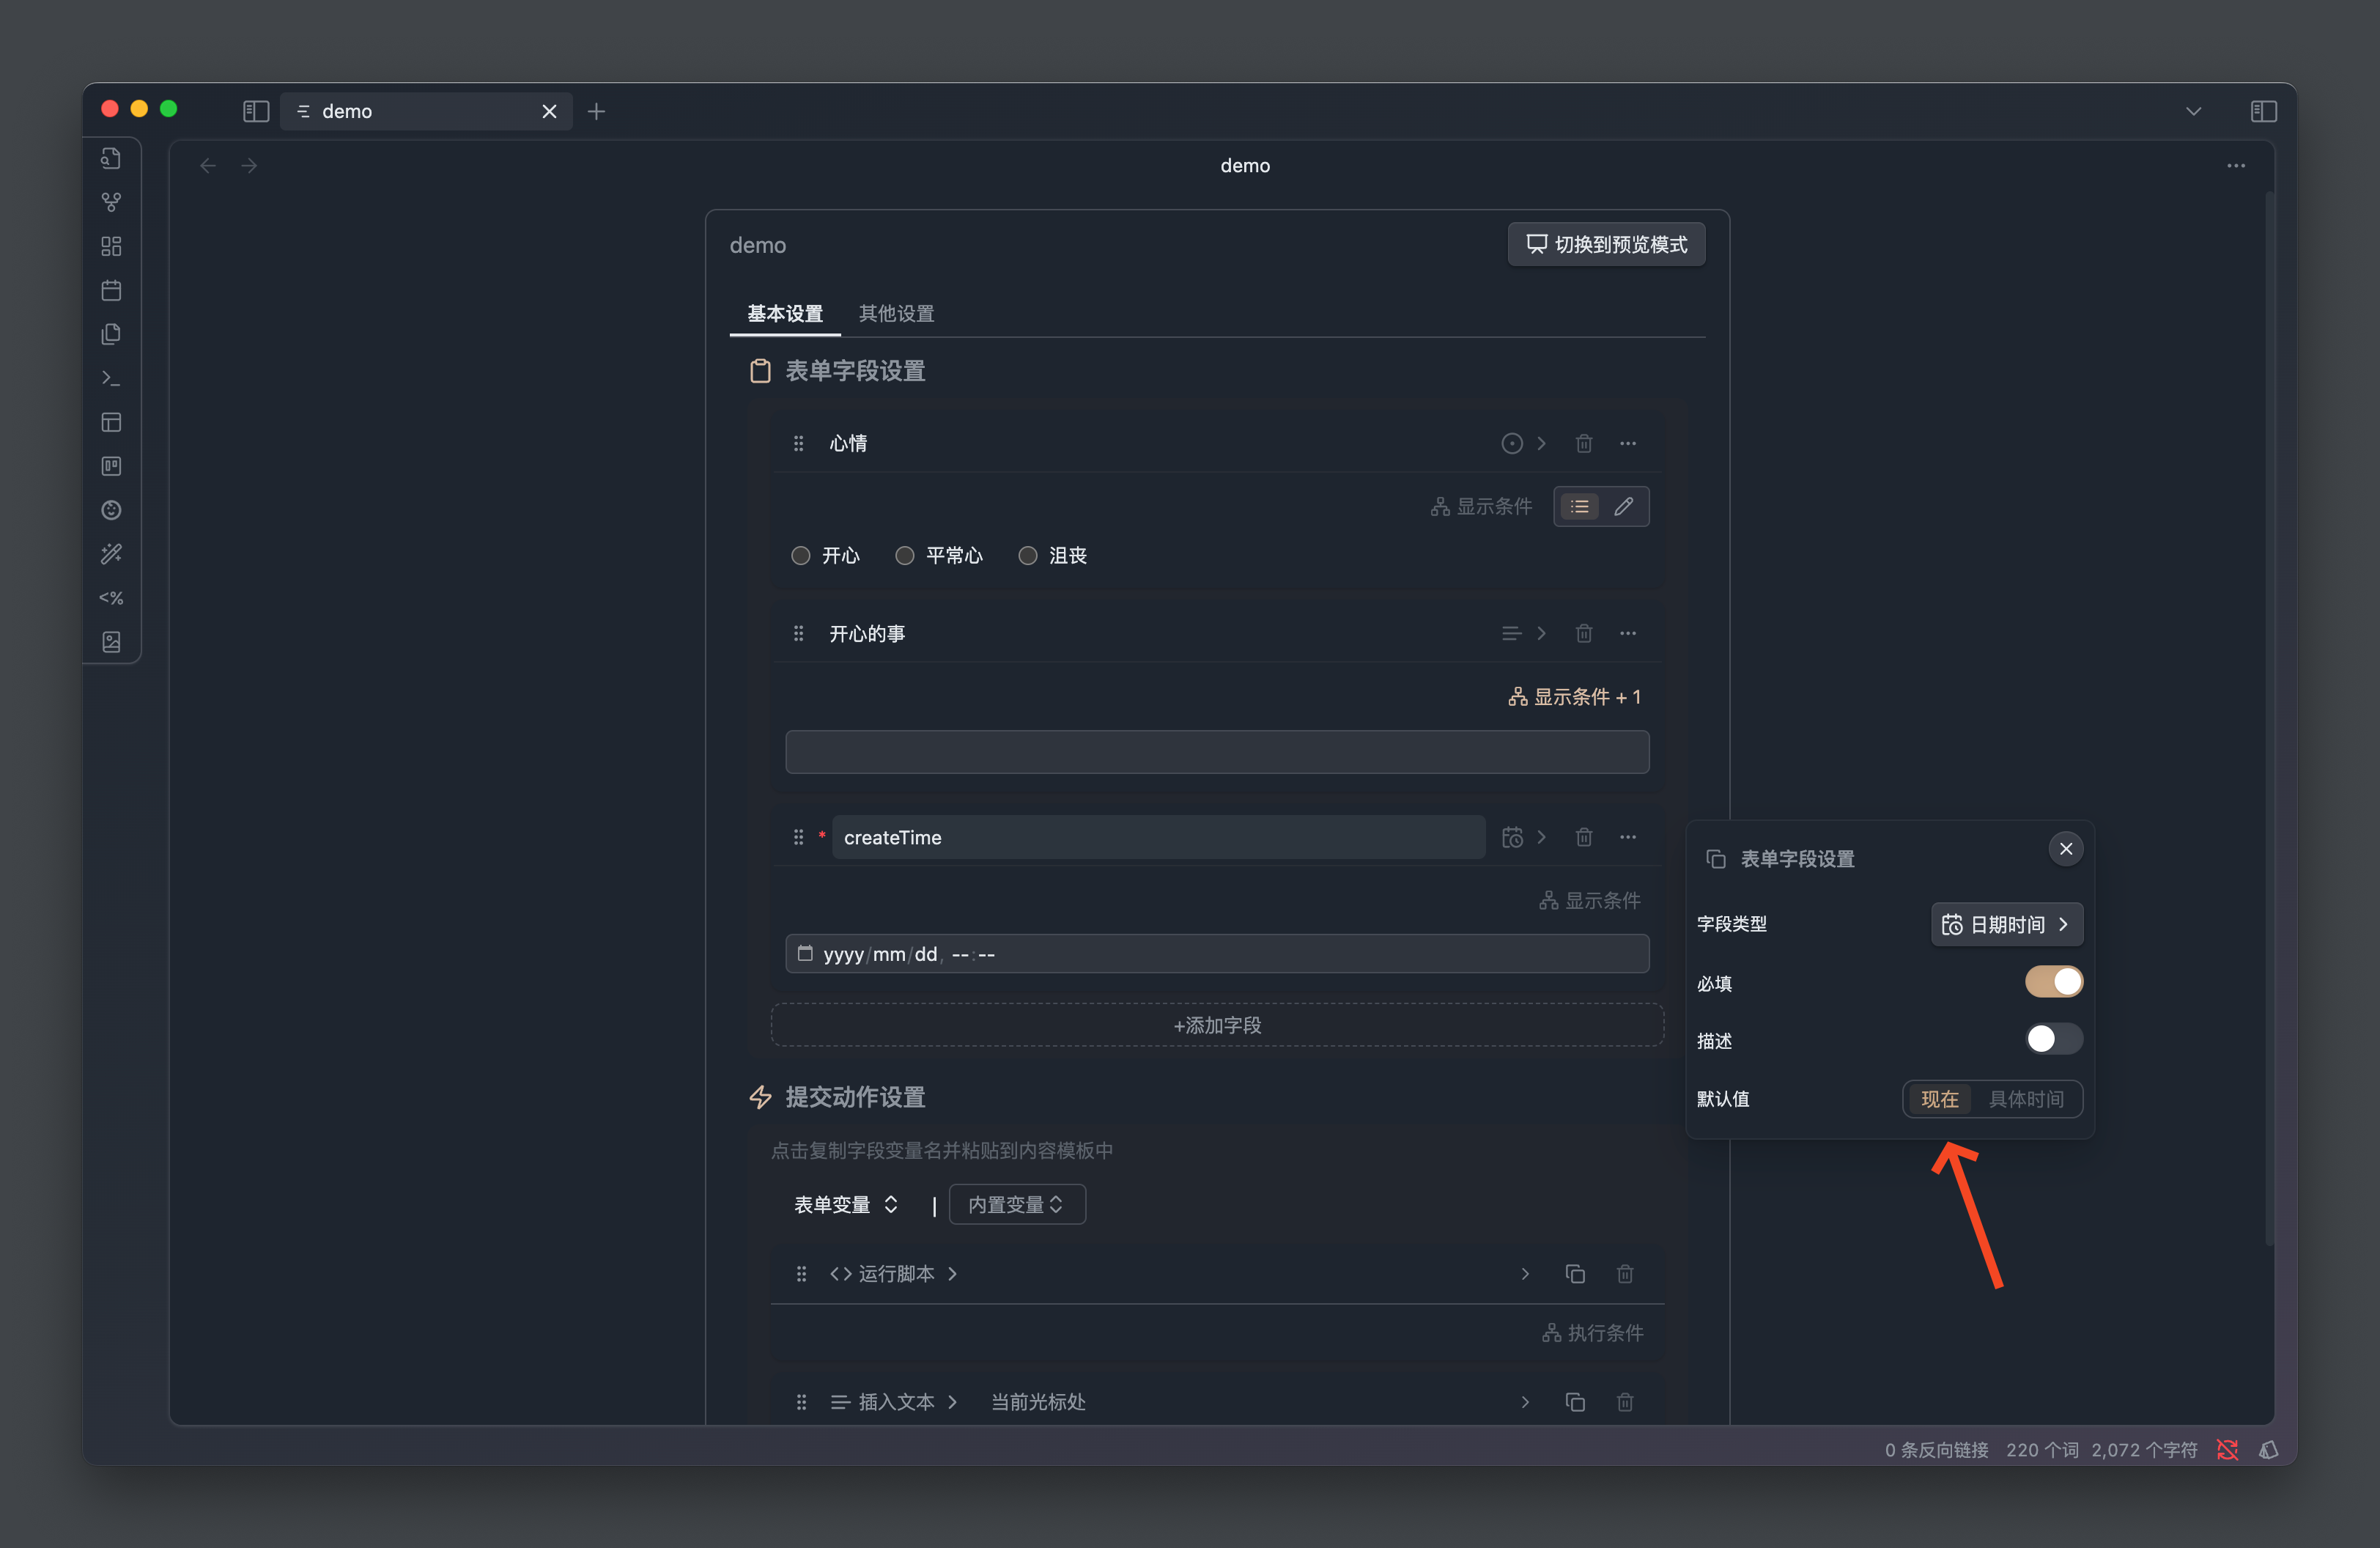 demo
demo
demo
切换到预览模式
基本设置 其他设置
表单字段设置
心情
显示条件
开心 平常心 沮丧
开心的事
显示条件 + 1
* createTime
显示条件
yyyy/mm/dd, --:--
+添加字段
提交动作设置
点击复制字段变量名并粘贴到内容模板中
表单变量 | 内置变量
<> 运行脚本
执行条件
插入文本 当前光标处
表单字段设置
字段类型 日期时间
必填
描述
默认值 现在 具体时间
<%
0 条反向链接 220 个词 2,072 个字符